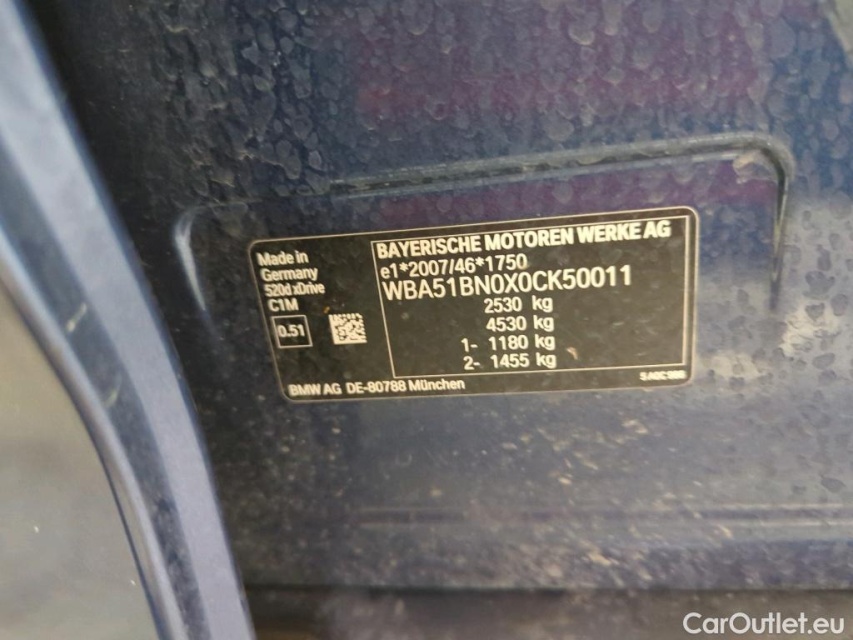 Made in
Germany
520d xDrive
C1M
0.51
BAYERISCHE MOTOREN WERKE AG
e1*2007/46*1750
WBA51BN0X0CK50011
2530 kg
4530 kg
1- 1180 kg
2- 1455 kg
BMW AG DE-80788 München
CarOutlet.eu